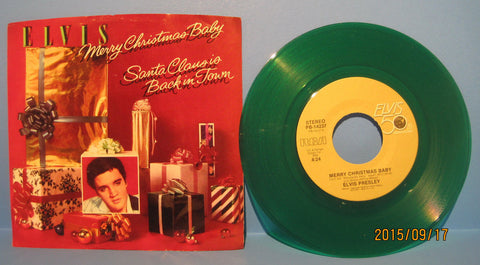 ELVIS
Merry Christmas Baby
Santa Claus is
Back in Town
STEREO
PB-14237
RCA
ELVIS
50
MERRY CHRISTMAS BABY
ELVIS PRESLEY
2015/09/17